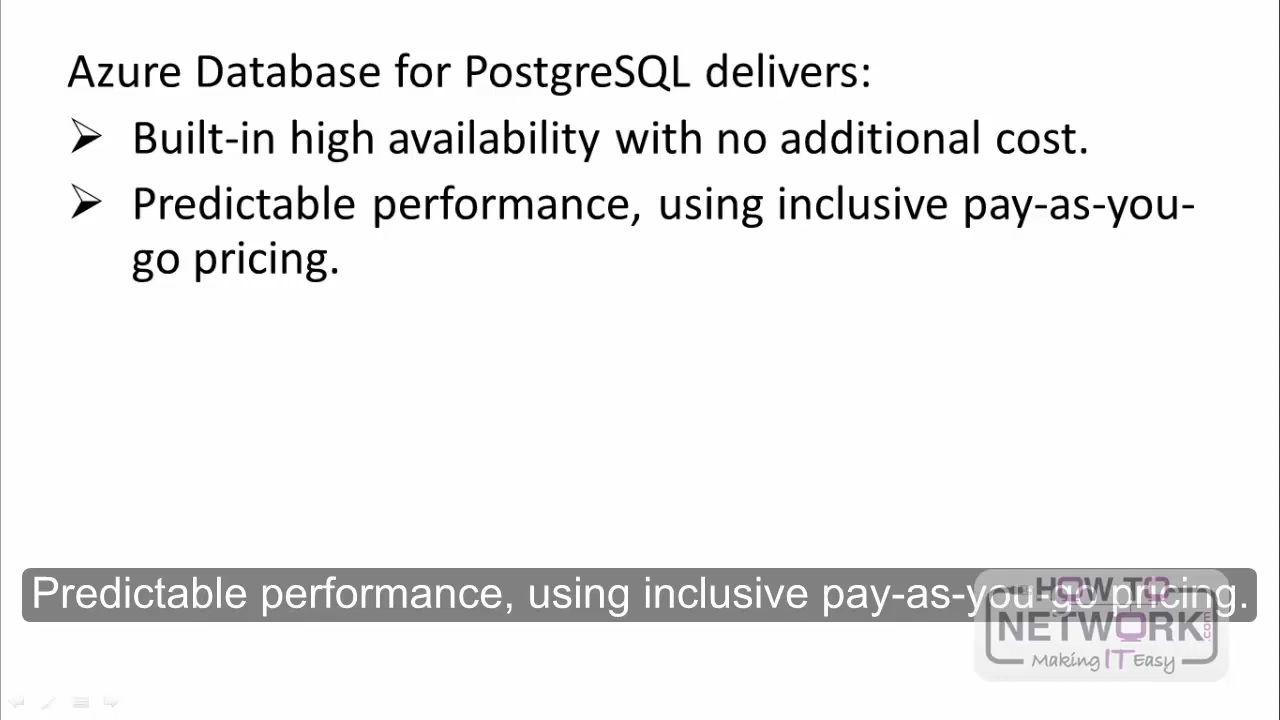 Azure Database for PostgreSQL delivers:
➢ Built-in high availability with no additional cost.
➢ Predictable performance, using inclusive pay-as-you-
go pricing.
Predictable performance, using inclusive pay-as-you-go pricing.
HOW TO
NETWORK.com
Making IT Easy